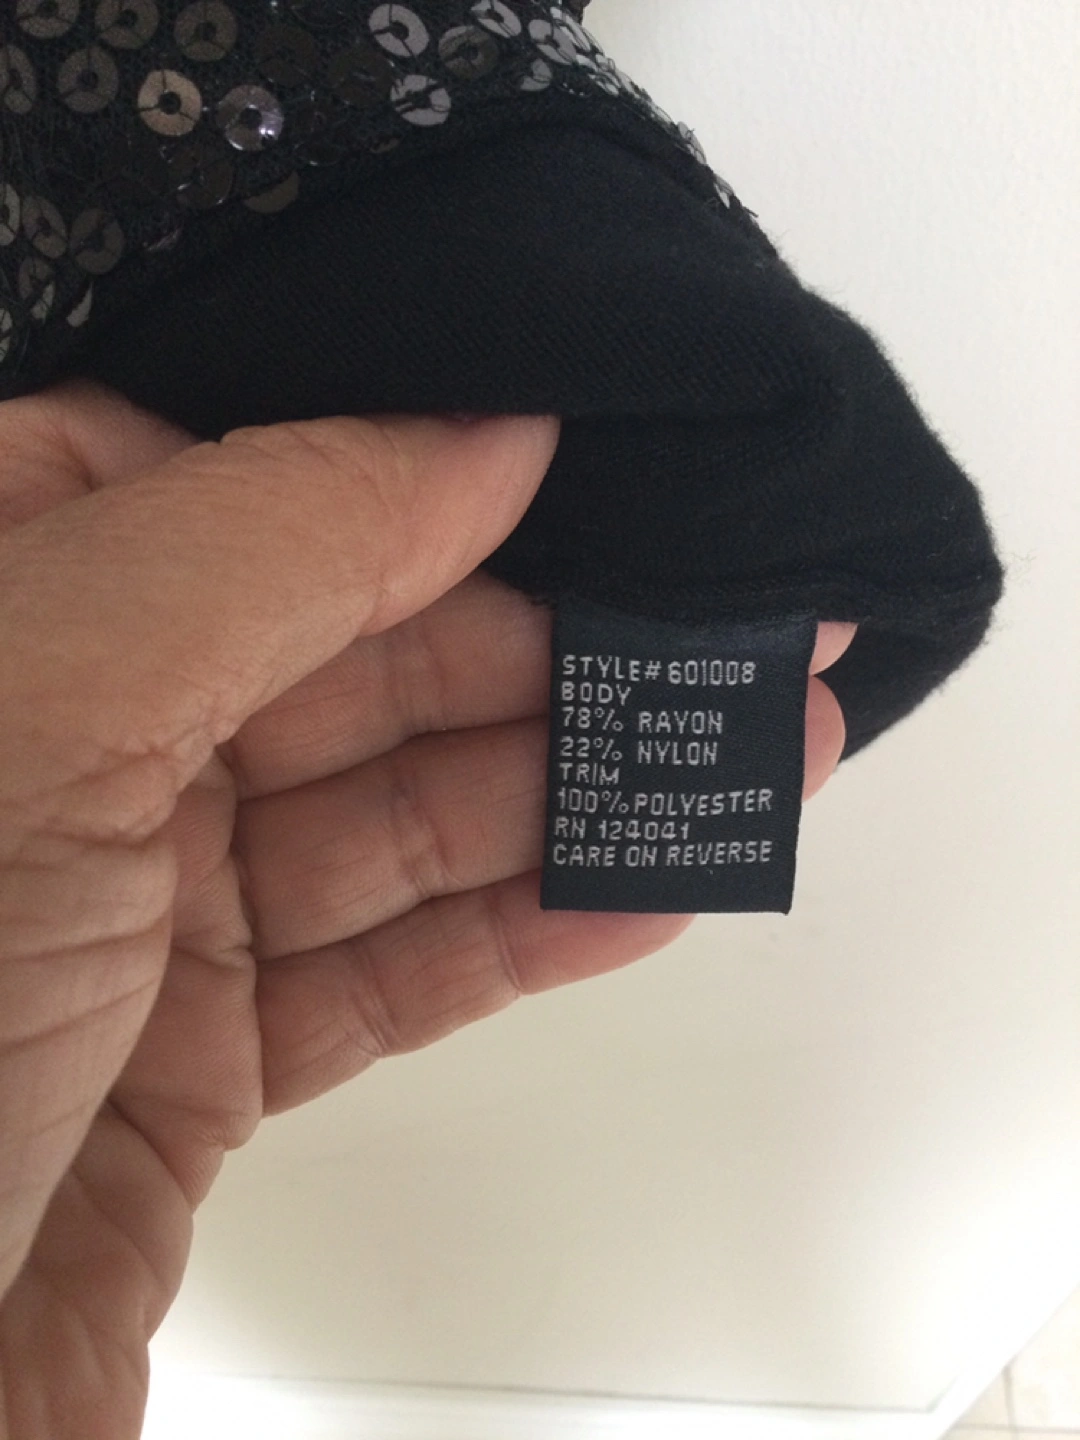 STYLE# 601008
BODY
78% RAYON
22% NYLON
TRIM
100% POLYESTER
RN 124041
CARE ON REVERSE